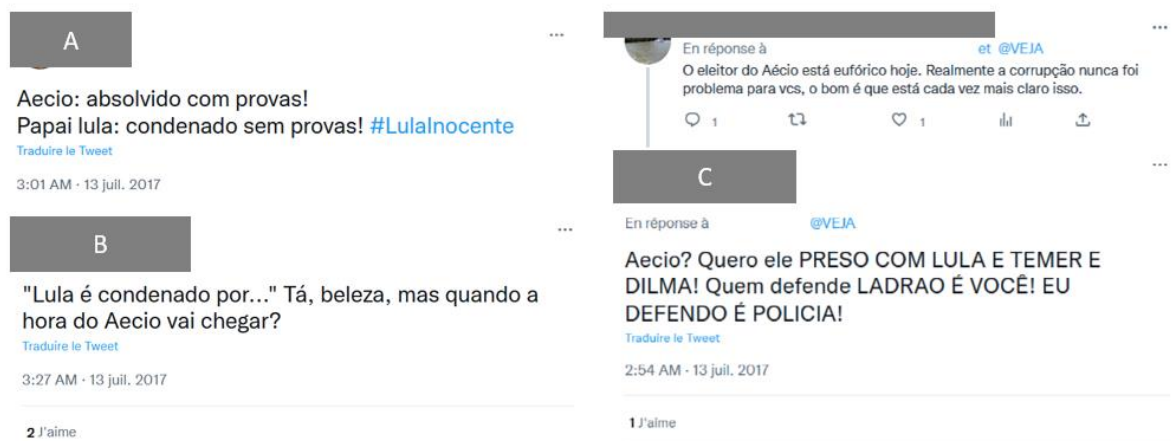 A
...
Aecio: absolvido com provas!
Papai lula: condenado sem provas! #LulaInocente
Traduire le Tweet
3:01 AM · 13 juil. 2017
B
...
"Lula é condenado por..." Tá, beleza, mas quando a
hora do Aecio vai chegar?
Traduire le Tweet
3:27 AM · 13 juil. 2017
2 J'aime
...
En réponse à et @VEJA
O eleitor do Aécio está eufórico hoje. Realmente a corrupção nunca foi
problema para vcs, o bom é que está cada vez mais claro isso.
1 1
C
...
En réponse à @VEJA
Aecio? Quero ele PRESO COM LULA E TEMER E
DILMA! Quem defende LADRAO É VOCÊ! EU
DEFENDO É POLICIA!
Traduire le Tweet
2:54 AM · 13 juil. 2017
1 J'aime